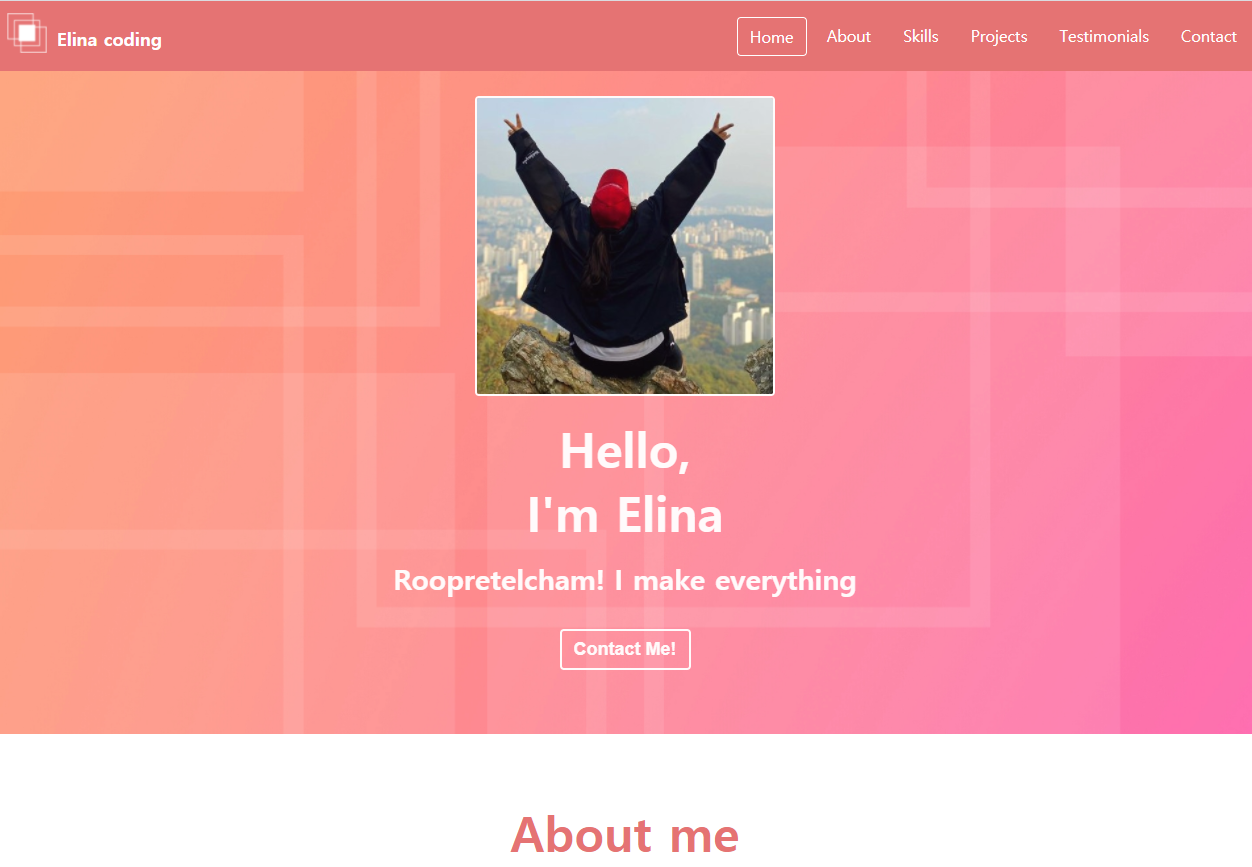 Elina coding
Home About Skills Projects Testimonials Contact
Hello,
I'm Elina
Roopretelcham! I make everything
Contact Me!
About me